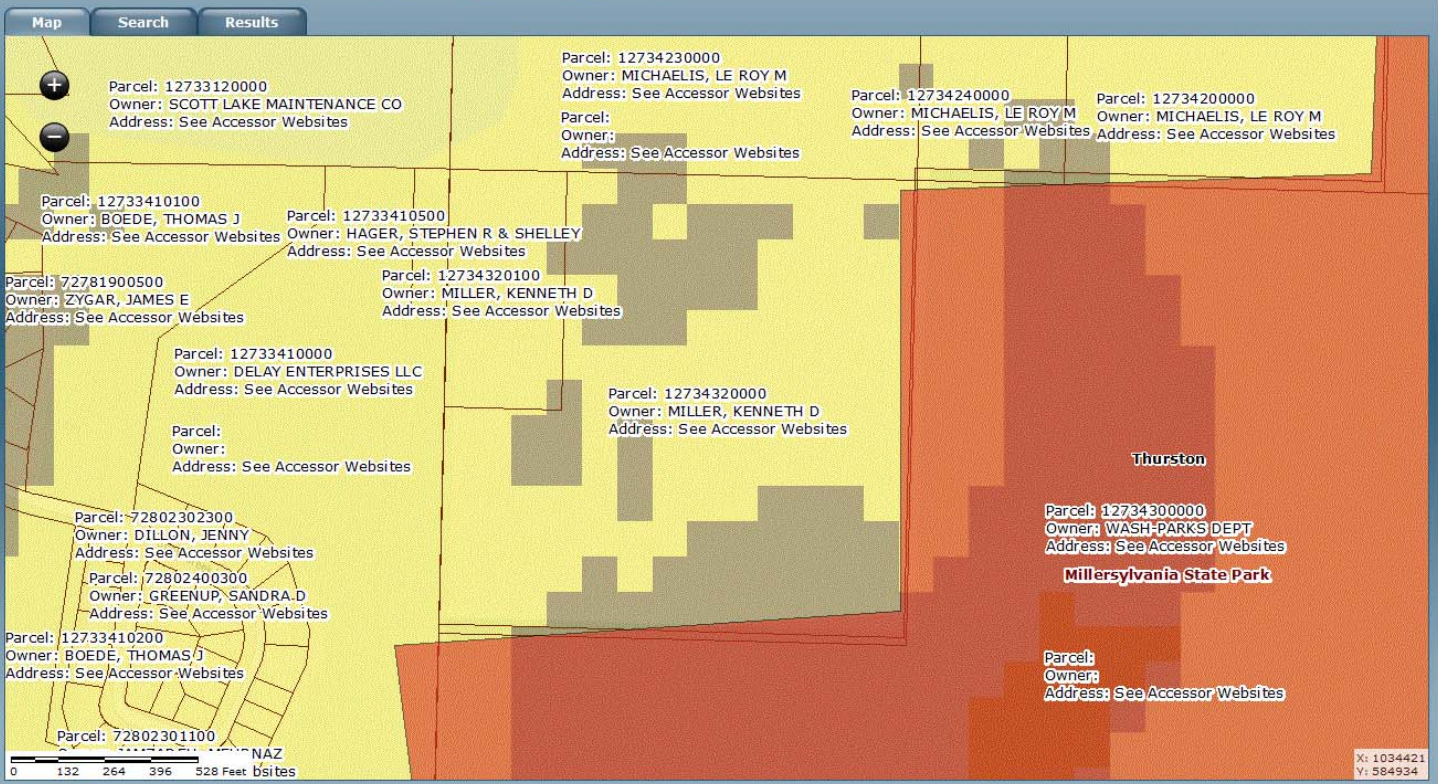 Map Search Results
Parcel: 12733120000
Owner: SCOTT LAKE MAINTENANCE CO
Address: See Accessor Websites
Parcel: 12734230000
Owner: MICHAELIS, LE ROY M
Address: See Accessor Websites
Parcel:
Owner:
Address: See Accessor Websites
Parcel: 12734240000
Owner: MICHAELIS, LE ROY M
Address: See Accessor Websites
Parcel: 12734200000
Owner: MICHAELIS, LE ROY M
Address: See Accessor Websites
Parcel: 12733410100
Owner: BOEDE, THOMAS J
Address: See Accessor Websites
Parcel: 12733410500
Owner: HAGER, STEPHEN R & SHELLEY
Address: See Accessor Websites
Parcel: 72781900500
Owner: ZYGAR, JAMES E
Address: See Accessor Websites
Parcel: 12734320100
Owner: MILLER, KENNETH D
Address: See Accessor Websites
Parcel: 12733410000
Owner: DELAY ENTERPRISES LLC
Address: See Accessor Websites
Parcel: 12734320000
Owner: MILLER, KENNETH D
Address: See Accessor Websites
Parcel:
Owner:
Address: See Accessor Websites
Thurston
Parcel: 12734300000
Owner: WASH-PARKS DEPT
Address: See Accessor Websites
Millersylvania State Park
Parcel: 72802302300
Owner: DILLON, JENNY
Address: See Accessor Websites
Parcel: 72802400300
Owner: GREENUP, SANDRA D
Address: See Accessor Websites
Parcel: 12733410200
Owner: BOEDE, THOMAS J
Address: See Accessor Websites
Parcel:
Owner:
Address: See Accessor Websites
Parcel: 72802301100
0 132 264 396 528 Feet
X: 1034421
Y: 584934